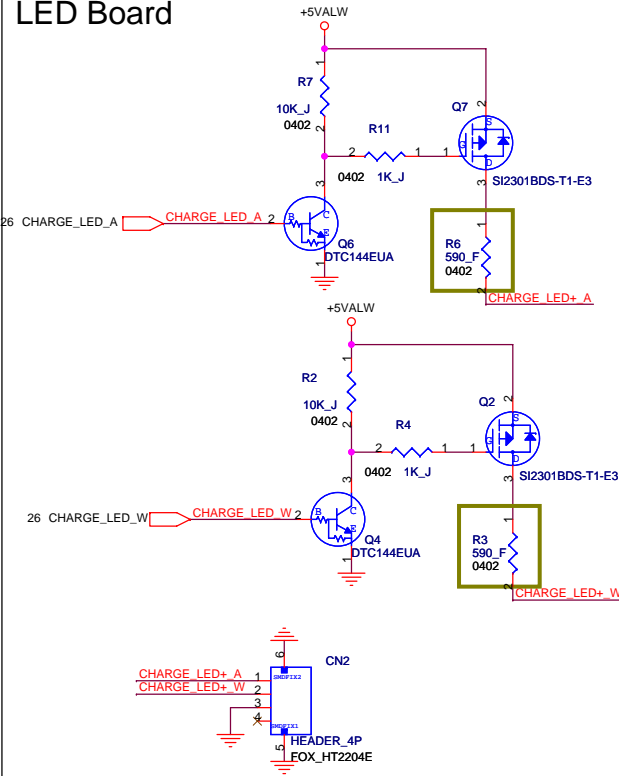 LED Board
+5VALW
1
R7
10K_J
0402
2
R11
2 1
0402 1K_J
1
Q7
2
S
G
D
3
SI2301BDS-T1-E3
26 CHARGE_LED_A
CHARGE_LED_A 2
B
C
E
3
1
Q6
DTC144EUA
1
R6
590_F
0402
2
CHARGE_LED+_A
+5VALW
1
R2
10K_J
0402
2
R4
2 1
0402 1K_J
1
Q2
2
S
G
D
3
SI2301BDS-T1-E3
26 CHARGE_LED_W
CHARGE_LED_W 2
B
C
E
3
1
Q4
DTC144EUA
1
R3
590_F
0402
2
CHARGE_LED+_W
CN2
6
SMDFIX2
CHARGE_LED+_A 1
CHARGE_LED+_W 2
3
4
SMDFIX1
5
HEADER_4P
FOX_HT2204E